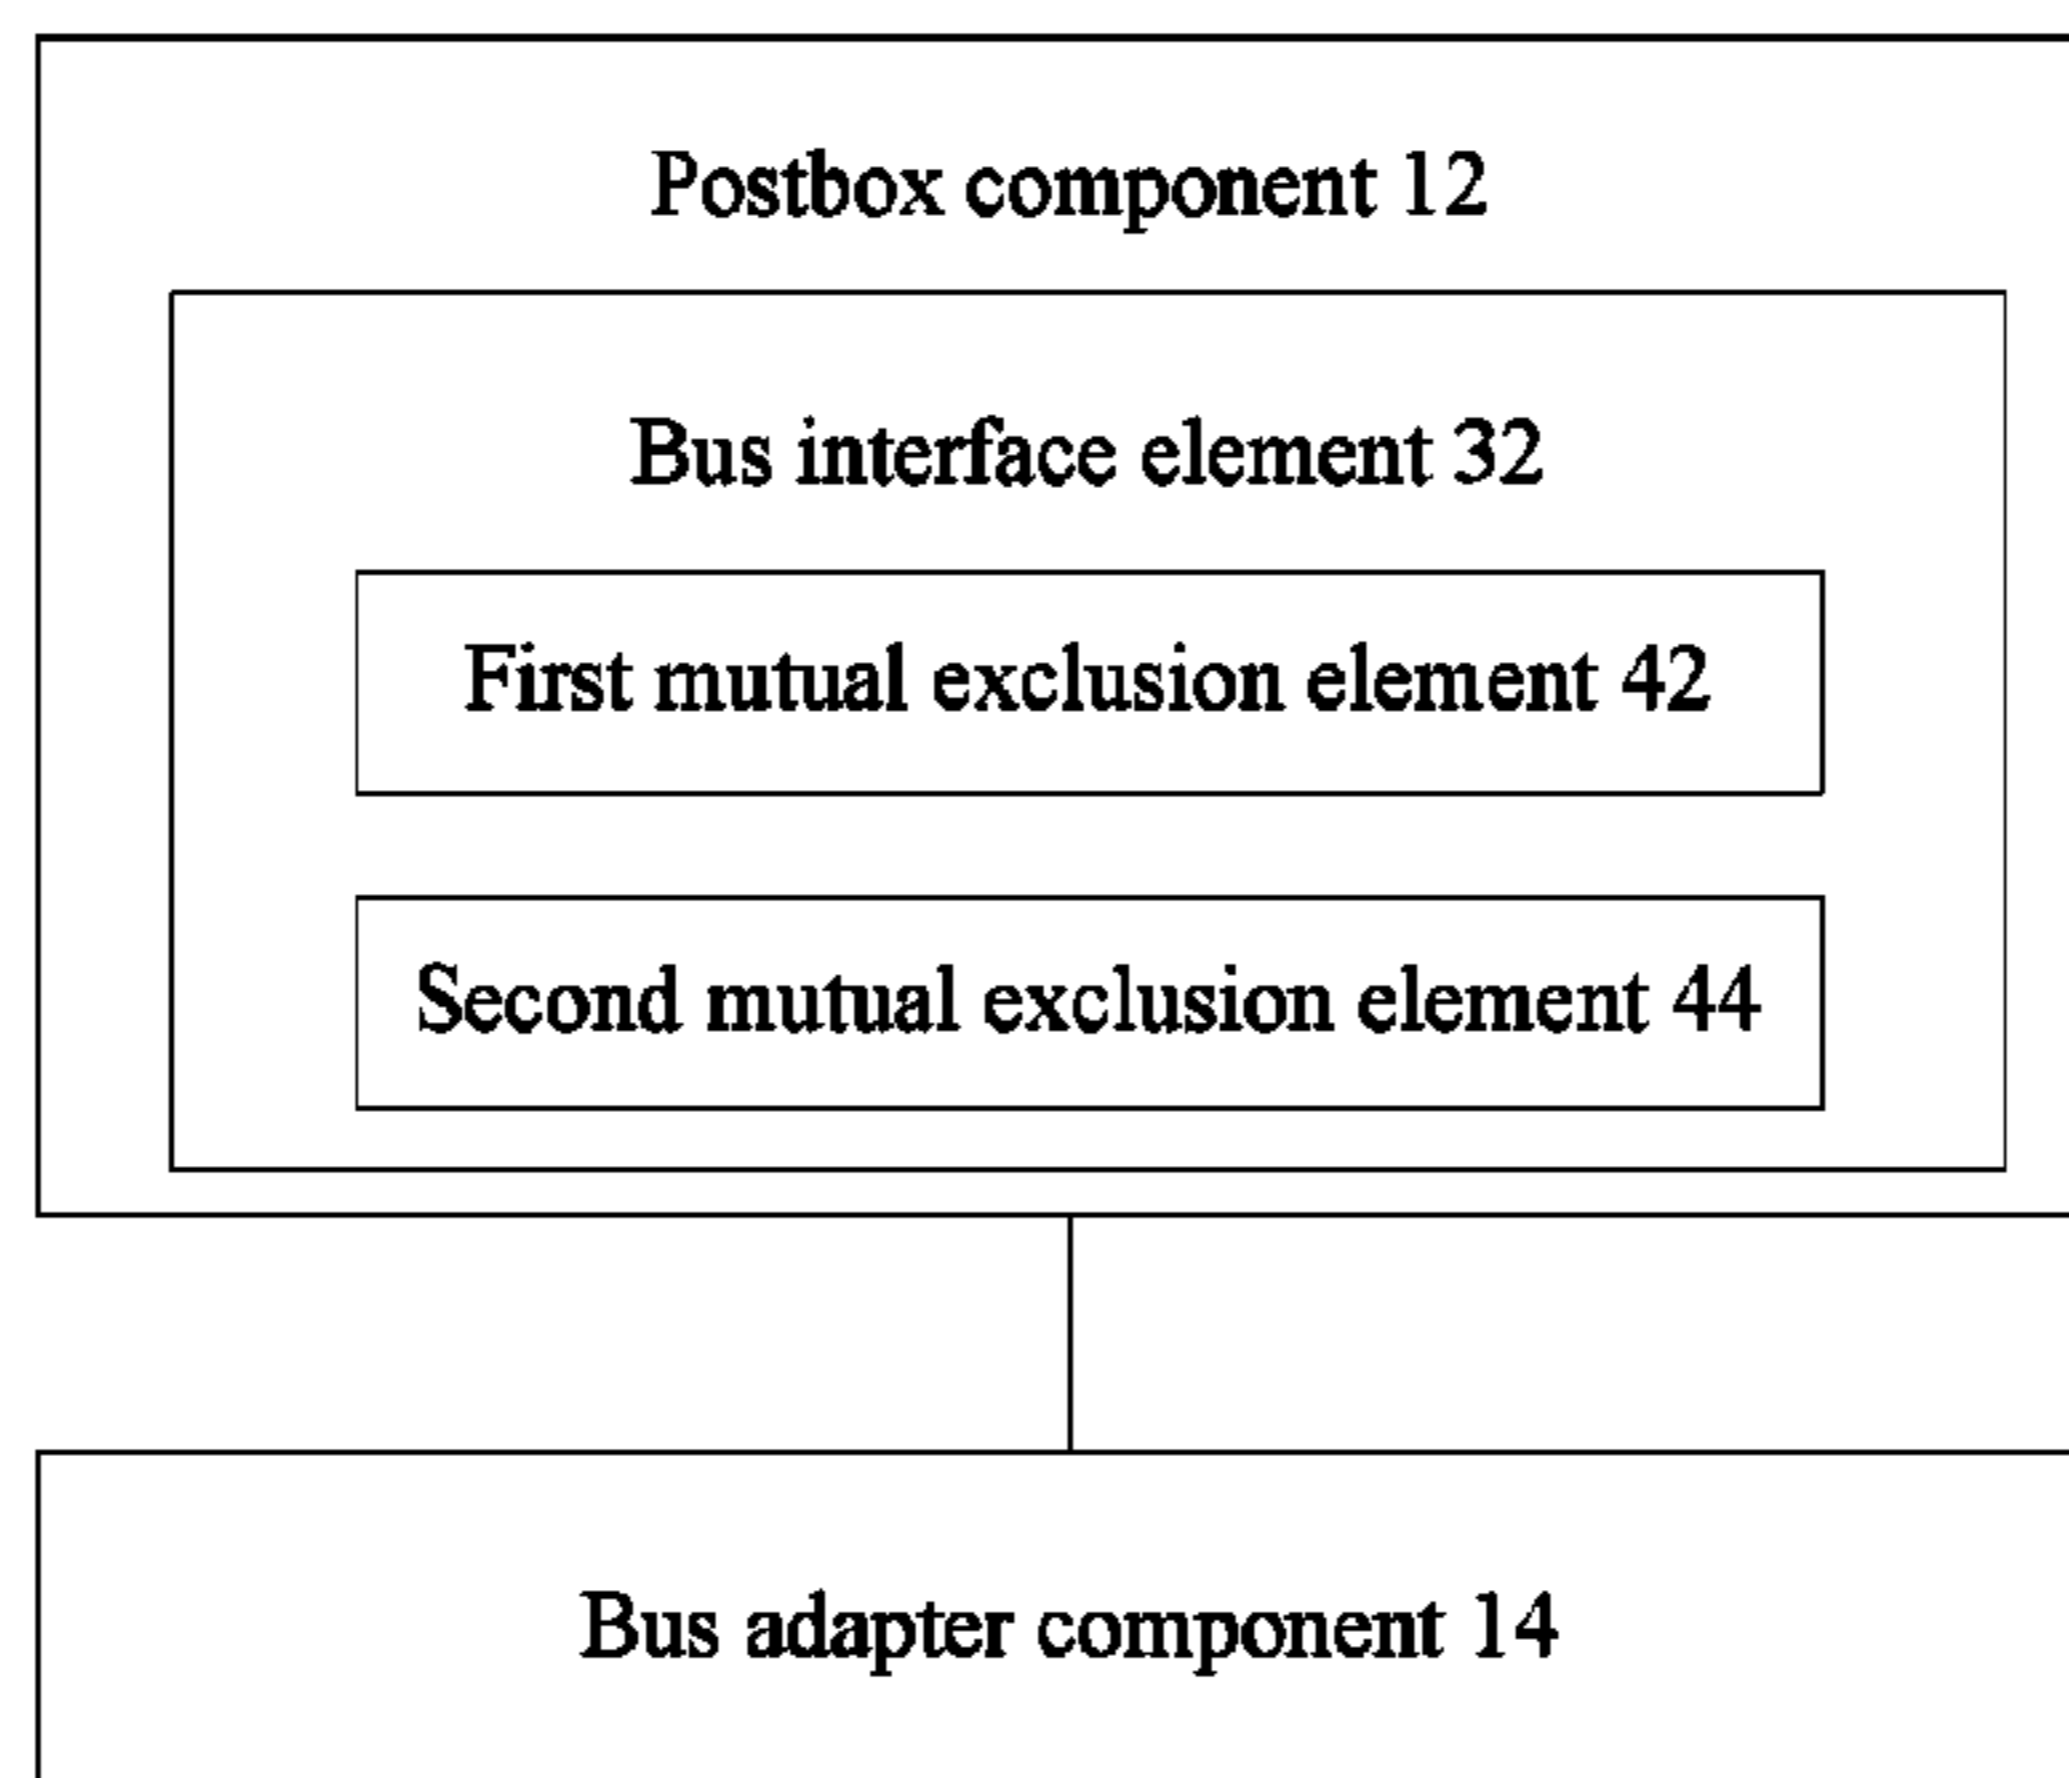 Postbox component 12
Bus interface element 32
First mutual exclusion element 42
Second mutual exclusion element 44
Bus adapter component 14